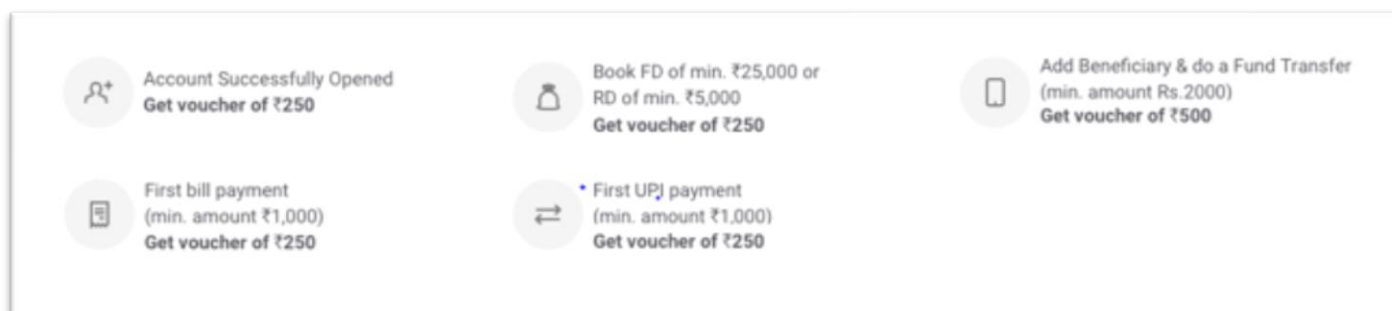 Account Successfully Opened
Get voucher of ₹250
Book FD of min. ₹25,000 or
RD of min. ₹5,000
Get voucher of ₹250
Add Beneficiary & do a Fund Transfer
(min. amount Rs.2000)
Get voucher of ₹500
First bill payment
(min. amount ₹1,000)
Get voucher of ₹250
First UPI payment
(min. amount ₹1,000)
Get voucher of ₹250